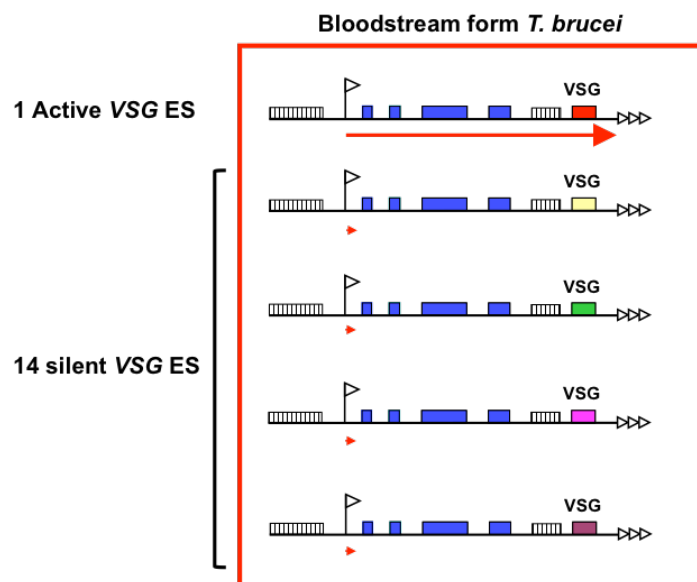 Bloodstream form T. brucei
VSG
1 Active VSG ES
VSG
VSG
14 silent VSG ES
VSG
VSG